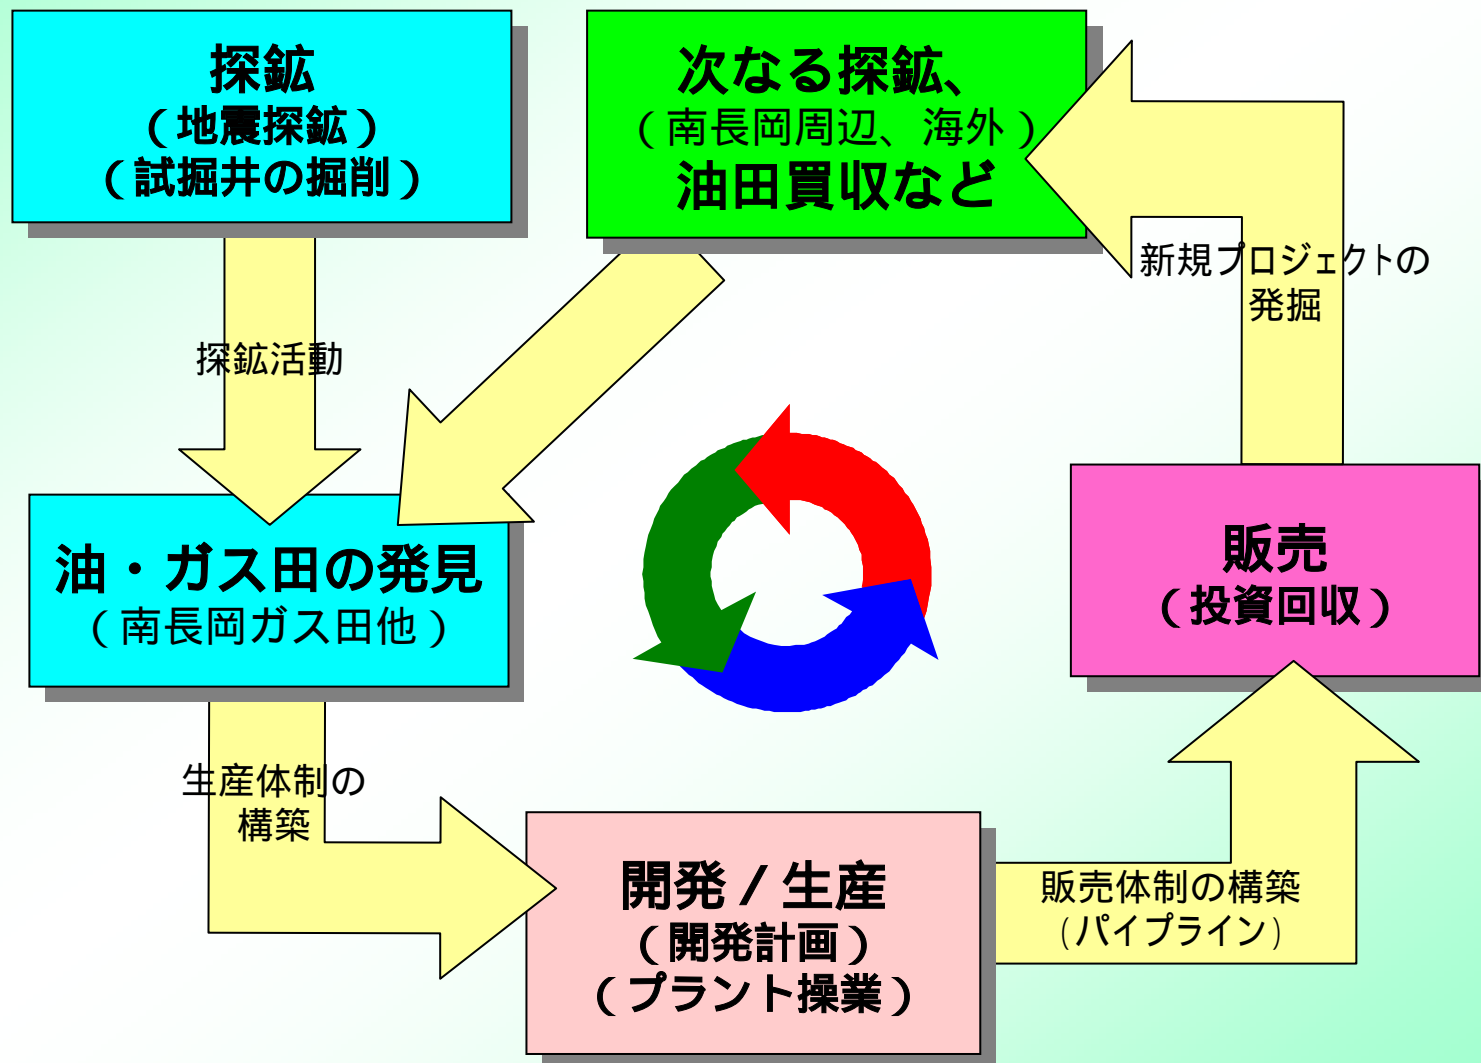 探鉱
(地震探鉱)
(試掘井の掘削)
次なる探鉱、
(南長岡周辺、海外)
油田買収など
新規プロジェクトの
発掘
探鉱活動
油・ガス田の発見
(南長岡ガス田他)
販売
(投資回収)
生産体制の
構築
開発/生産
(開発計画)
(プラント操業)
販売体制の構築
(パイプライン)